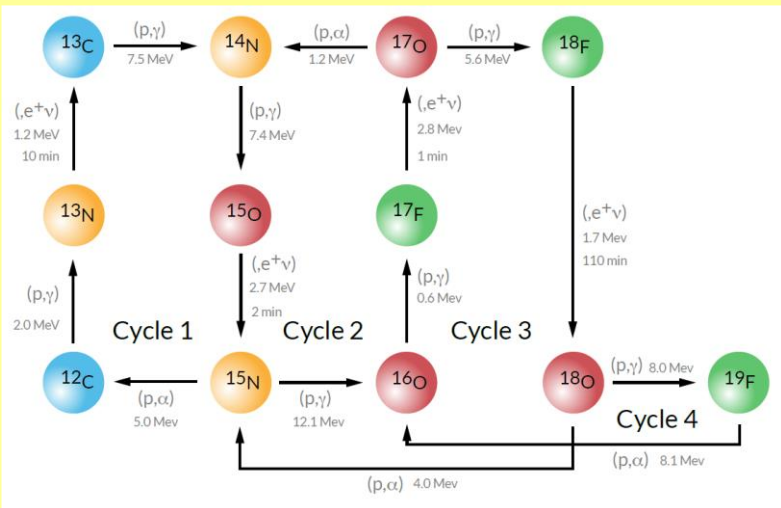 13C
(p,γ)
7.5 MeV
14N
(p,α)
1.2 MeV
17O
(p,γ)
5.6 MeV
18F
(,e+ν)
1.2 MeV
10 min
(p,γ)
7.4 MeV
(,e+ν)
2.8 Mev
1 min
13N
15O
17F
(,e+ν)
1.7 Mev
110 min
(p,γ)
2.0 MeV
(,e+ν)
2.7 MeV
2 min
(p,γ)
0.6 Mev
Cycle 1
Cycle 2
Cycle 3
12C
(p,α)
5.0 Mev
15N
(p,γ)
12.1 Mev
16O
18O
(p,γ) 8.0 Mev
19F
Cycle 4
(p,α) 8.1 Mev
(p,α) 4.0 Mev